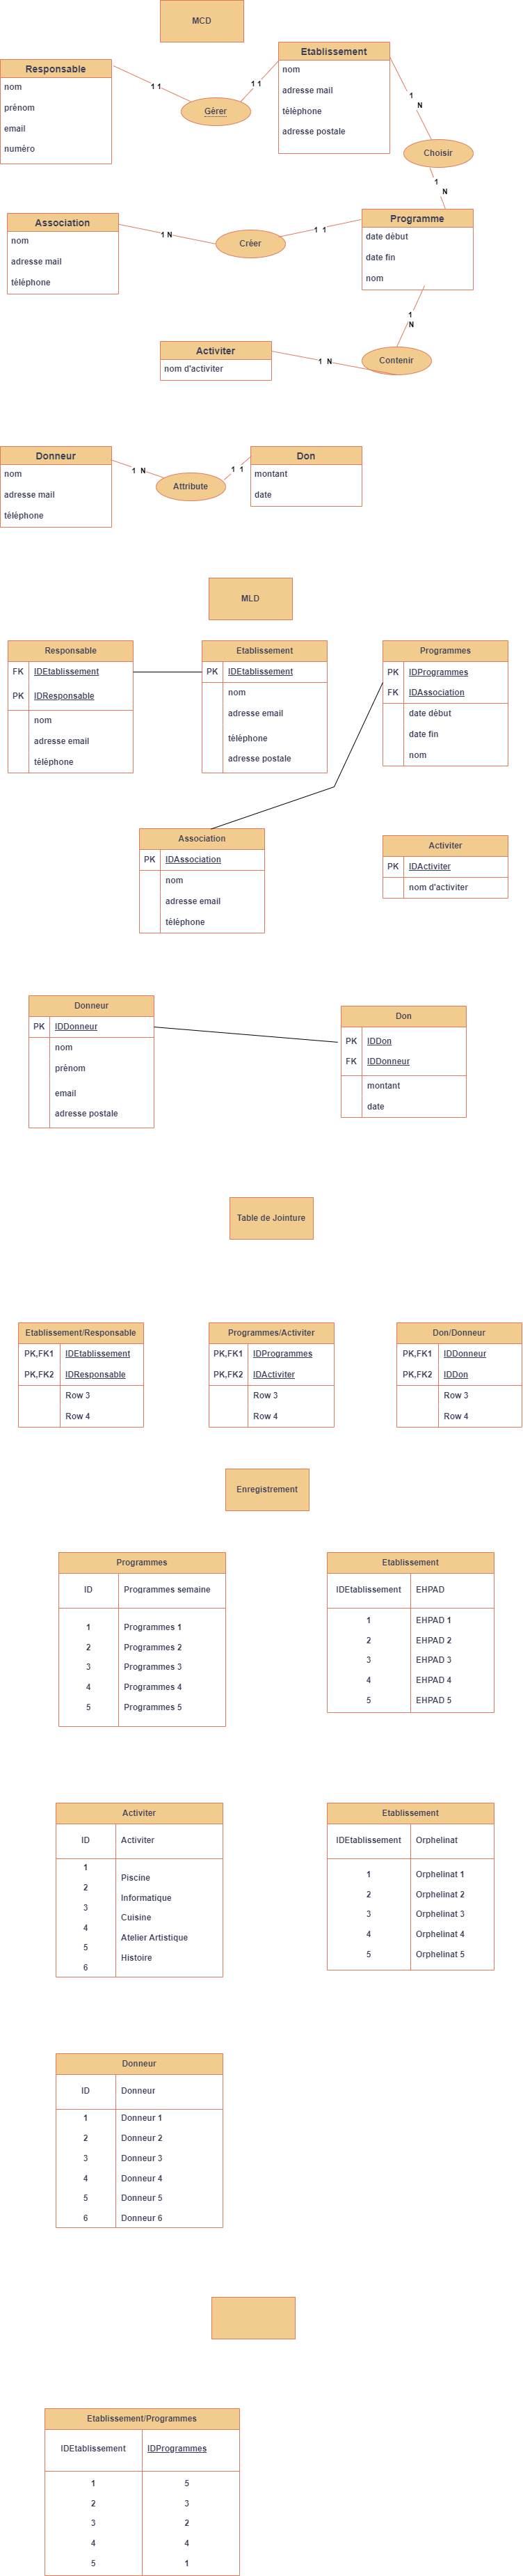 MCD
Responsable
nom
prénom
email
numéro
1 1
Gérer
1 1
Etablissement
nom
adresse mail
téléphone
adresse postale
1
N
Choisir
1
N
Association
nom
adresse mail
téléphone
1 N
Créer
1 1
Programme
date début
date fin
nom
1
N
Activiter
nom d'activiter
1 N
Contenir
Donneur
nom
adresse mail
téléphone
1 N
Attribute
1 1
Don
montant
date
MLD
Responsable
FK IDEtablissement
PK IDResponsable
nom
adresse email
téléphone
Etablissement
PK IDEtablissement
nom
adresse email
téléphone
adresse postale
Programmes
PK IDProgrammes
FK IDAssociation
date début
date fin
nom
Association
PK IDAssociation
nom
adresse email
téléphone
Activiter
PK IDActiviter
nom d'activiter
Donneur
PK IDDonneur
nom
prénom
email
adresse postale
Don
PK IDDon
FK IDDonneur
montant
date
Table de Jointure
Etablissement/Responsable
PK,FK1 IDEtablissement
PK,FK2 IDResponsable
Row 3
Row 4
Programmes/Activiter
PK,FK1 IDProgrammes
PK,FK2 IDActiviter
Row 3
Row 4
Don/Donneur
PK,FK1 IDDonneur
PK,FK2 IDDon
Row 3
Row 4
Enregistrement
Programmes
ID Programmes semaine
1 Programmes 1
2 Programmes 2
3 Programmes 3
4 Programmes 4
5 Programmes 5
Etablissement
IDEtablissement EHPAD
1 EHPAD 1
2 EHPAD 2
3 EHPAD 3
4 EHPAD 4
5 EHPAD 5
Activiter
ID Activiter
1
2
3
4
5
6
Piscine
Informatique
Cuisine
Atelier Artistique
Histoire
Etablissement
IDEtablissement Orphelinat
1 Orphelinat 1
2 Orphelinat 2
3 Orphelinat 3
4 Orphelinat 4
5 Orphelinat 5
Donneur
ID Donneur
1 Donneur 1
2 Donneur 2
3 Donneur 3
4 Donneur 4
5 Donneur 5
6 Donneur 6
Etablissement/Programmes
IDEtablissement IDProgrammes
1 5
2 3
3 2
4 4
5 1